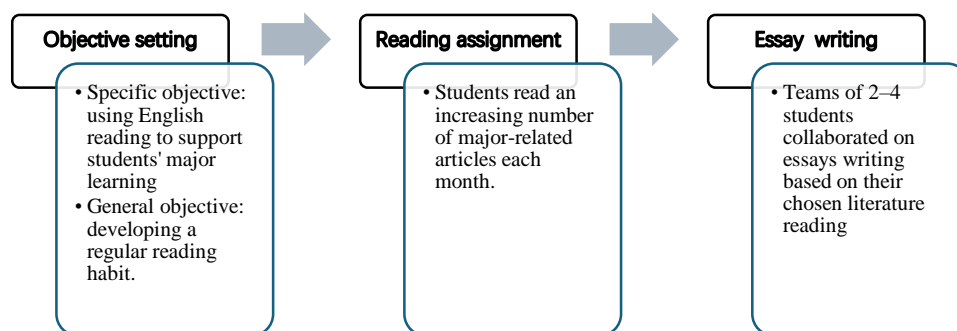 Objective setting
• Specific objective:
using English
reading to support
students' major
learning
• General objective:
developing a
regular reading
habit.
Reading assignment
• Students read an
increasing number
of major-related
articles each
month.
Essay writing
• Teams of 2–4
students
collaborated on
essays writing
based on their
chosen literature
reading